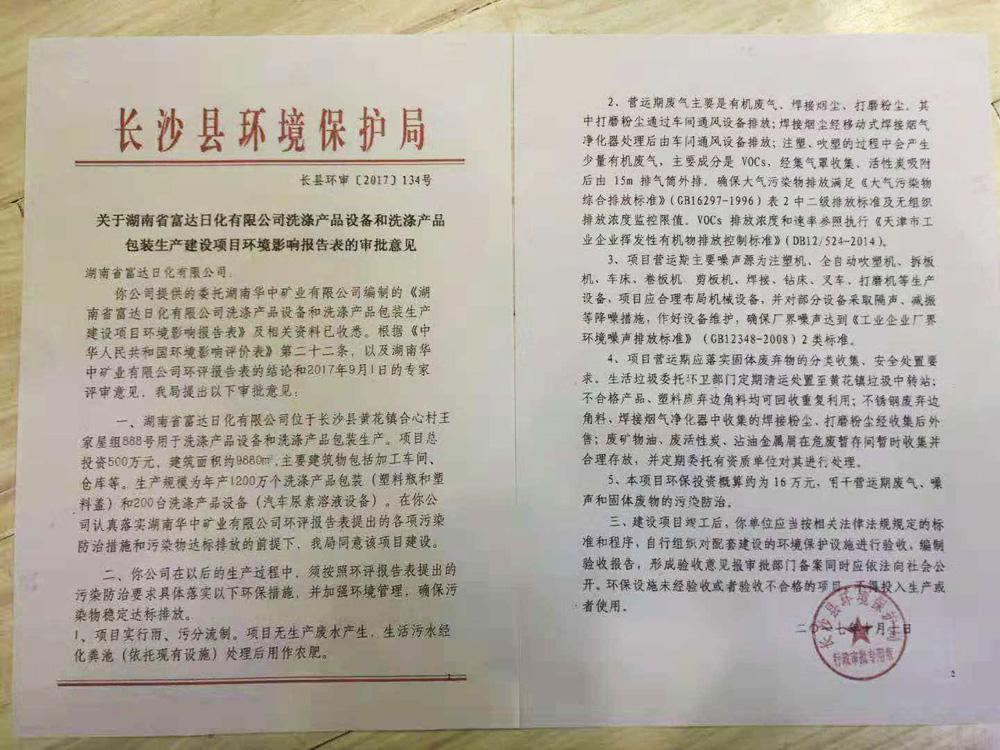 长沙县环境保护局
长县环审〔2017〕134号
关于湖南省富达日化有限公司洗涤产品设备和洗涤产品
包装生产建设项目环境影响报告表的审批意见
湖南省富达日化有限公司:
你公司提供的委托湖南华中矿业有限公司编制的《湖
南省富达日化有限公司洗涤产品设备和洗涤产品包装生产
建设项目环境影响报告表》及相关资料已收悉。根据《中
华人民共和国环境影响评价表》第二十二条,以及湖南华
中矿业有限公司环评报告表的结论和2017年9月1日的专家
评审意见,我局提出以下审批意见:
一、湖南省富达日化有限公司位于长沙县黄花镇合心村王
家屋组888号用于洗涤产品设备和洗涤产品包装生产。项目总
投资500万元,建筑面积约9880㎡,主要建筑物包括加工车间、
仓库等。生产规模为年产1200万个洗涤产品包装(塑料瓶和塑
料盖)和200台洗涤产品设备(汽车尿素溶液设备)。在你公
司认真落实湖南华中矿业有限公司环评报告表提出的各项污染
防治措施和污染物达标排放的前提下,我局同意该项目建设。
二、你公司在以后的生产过程中,须按照环评报告表提出的
污染防治要求具体落实以下环保措施,并加强环境管理,确保污
染物稳定达标排放。
1、项目实行雨、污分流制。项目无生产废水产生,生活污水经
化粪池(依托现有设施)处理后用作农肥。
1
2、营运期废气主要是有机废气、焊接烟尘、打磨粉尘。其
中打磨粉尘通过车间通风设备排放;焊接烟尘经移动式焊接烟气
净化器处理后由车间通风设备排放;注塑、吹塑的过程中会产生
少量有机废气,主要成分是 VOCs,经集气罩收集、活性炭吸附
后由 15m 排气筒外排。确保大气污染物排放满足《大气污染物
综合排放标准》(GB16297-1996)表 2 中二级排放标准及无组织
排放浓度监控限值。VOCs 排放浓度和速率参照执行《天津市工
业企业挥发性有机物排放控制标准》(DB12/524-2014)。
3、项目营运期主要噪声源为注塑机、全自动吹塑机、拆板
机、车床、卷板机、剪板机、焊接、钻床、叉车、打磨机等生产
设备,项目应合理布局机械设备,并对部分设备采取隔声、减振
等降噪措施,作好设备维护,确保厂界噪声达到《工业企业厂界
环境噪声排放标准》(GB12348-2008)2 类标准。
4、项目营运期应落实固体废弃物的分类收集、安全处置要
求。生活垃圾委托环卫部门定期清运处置至黄花镇垃圾中转站;
不合格产品、塑料质弃边角料均可回收重复利用;不锈钢废弃边
角料、焊接烟气净化器中收集的焊接粉尘、打磨粉尘经收集后外
售;废矿物油、废活性炭、沾油金属屑在危废暂存间暂时收集并
合理存放,并定期委托有资质单位对其进行处理。
5、本项目环保投资概算约为 16 万元,用于营运期废气、噪
声和固体废物的污染防治。
三、建设项目竣工后,你单位应当按相关法律法规规定的标
准和程序,自行组织对配套建设的环境保护设施进行验收,编制
验收报告,形成验收意见报审批部门备案同时应依法向社会公
开。环保设施未经验收或者验收不合格的项目,不得投入生产或
者使用。
长沙县环境保护局
行政审批专用章
二〇一七年 月 日
2